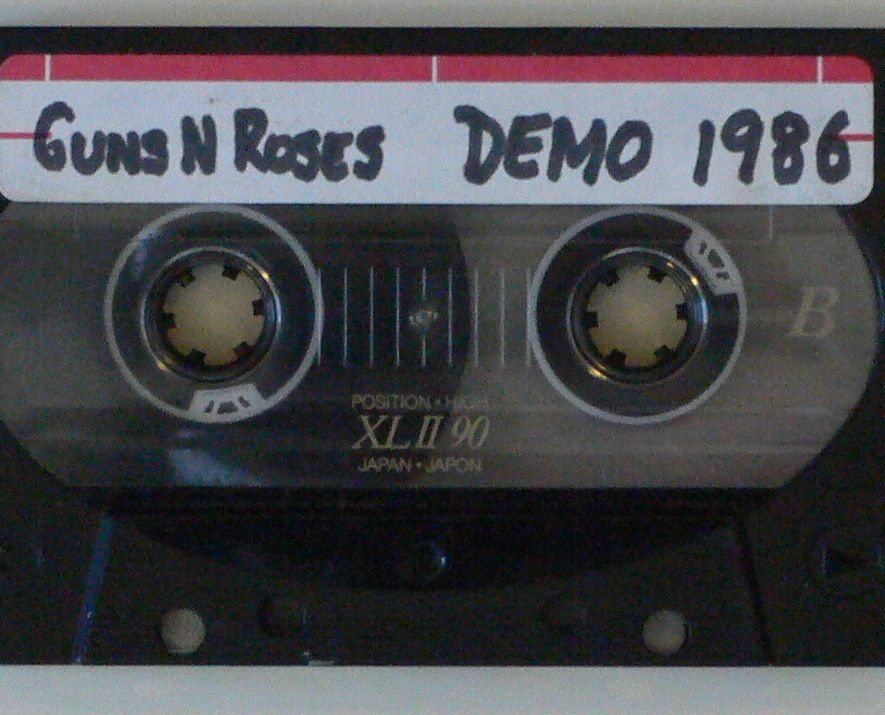 GUNS N ROSES DEMO 1986
B
POSITION • HIGH
XL II 90
JAPAN • JAPON